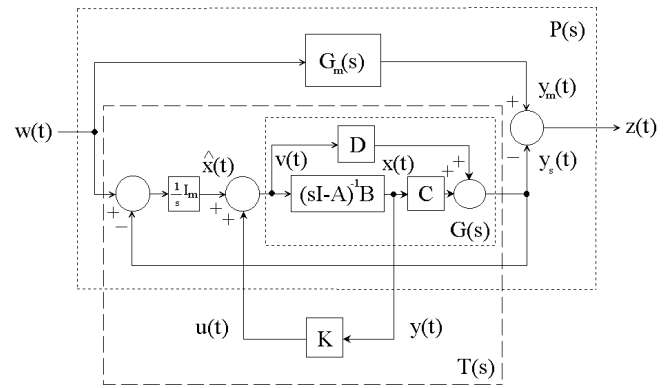 P(s)
Gm(s)
ym(t)
w(t)
+
z(t)
−
ys(t)
x̂(t)
v(t)
D
x(t)
+ +
1/s Im
(sI-A)⁻¹B
C
+
−
+
+
G(s)
u(t)
K
y(t)
T(s)